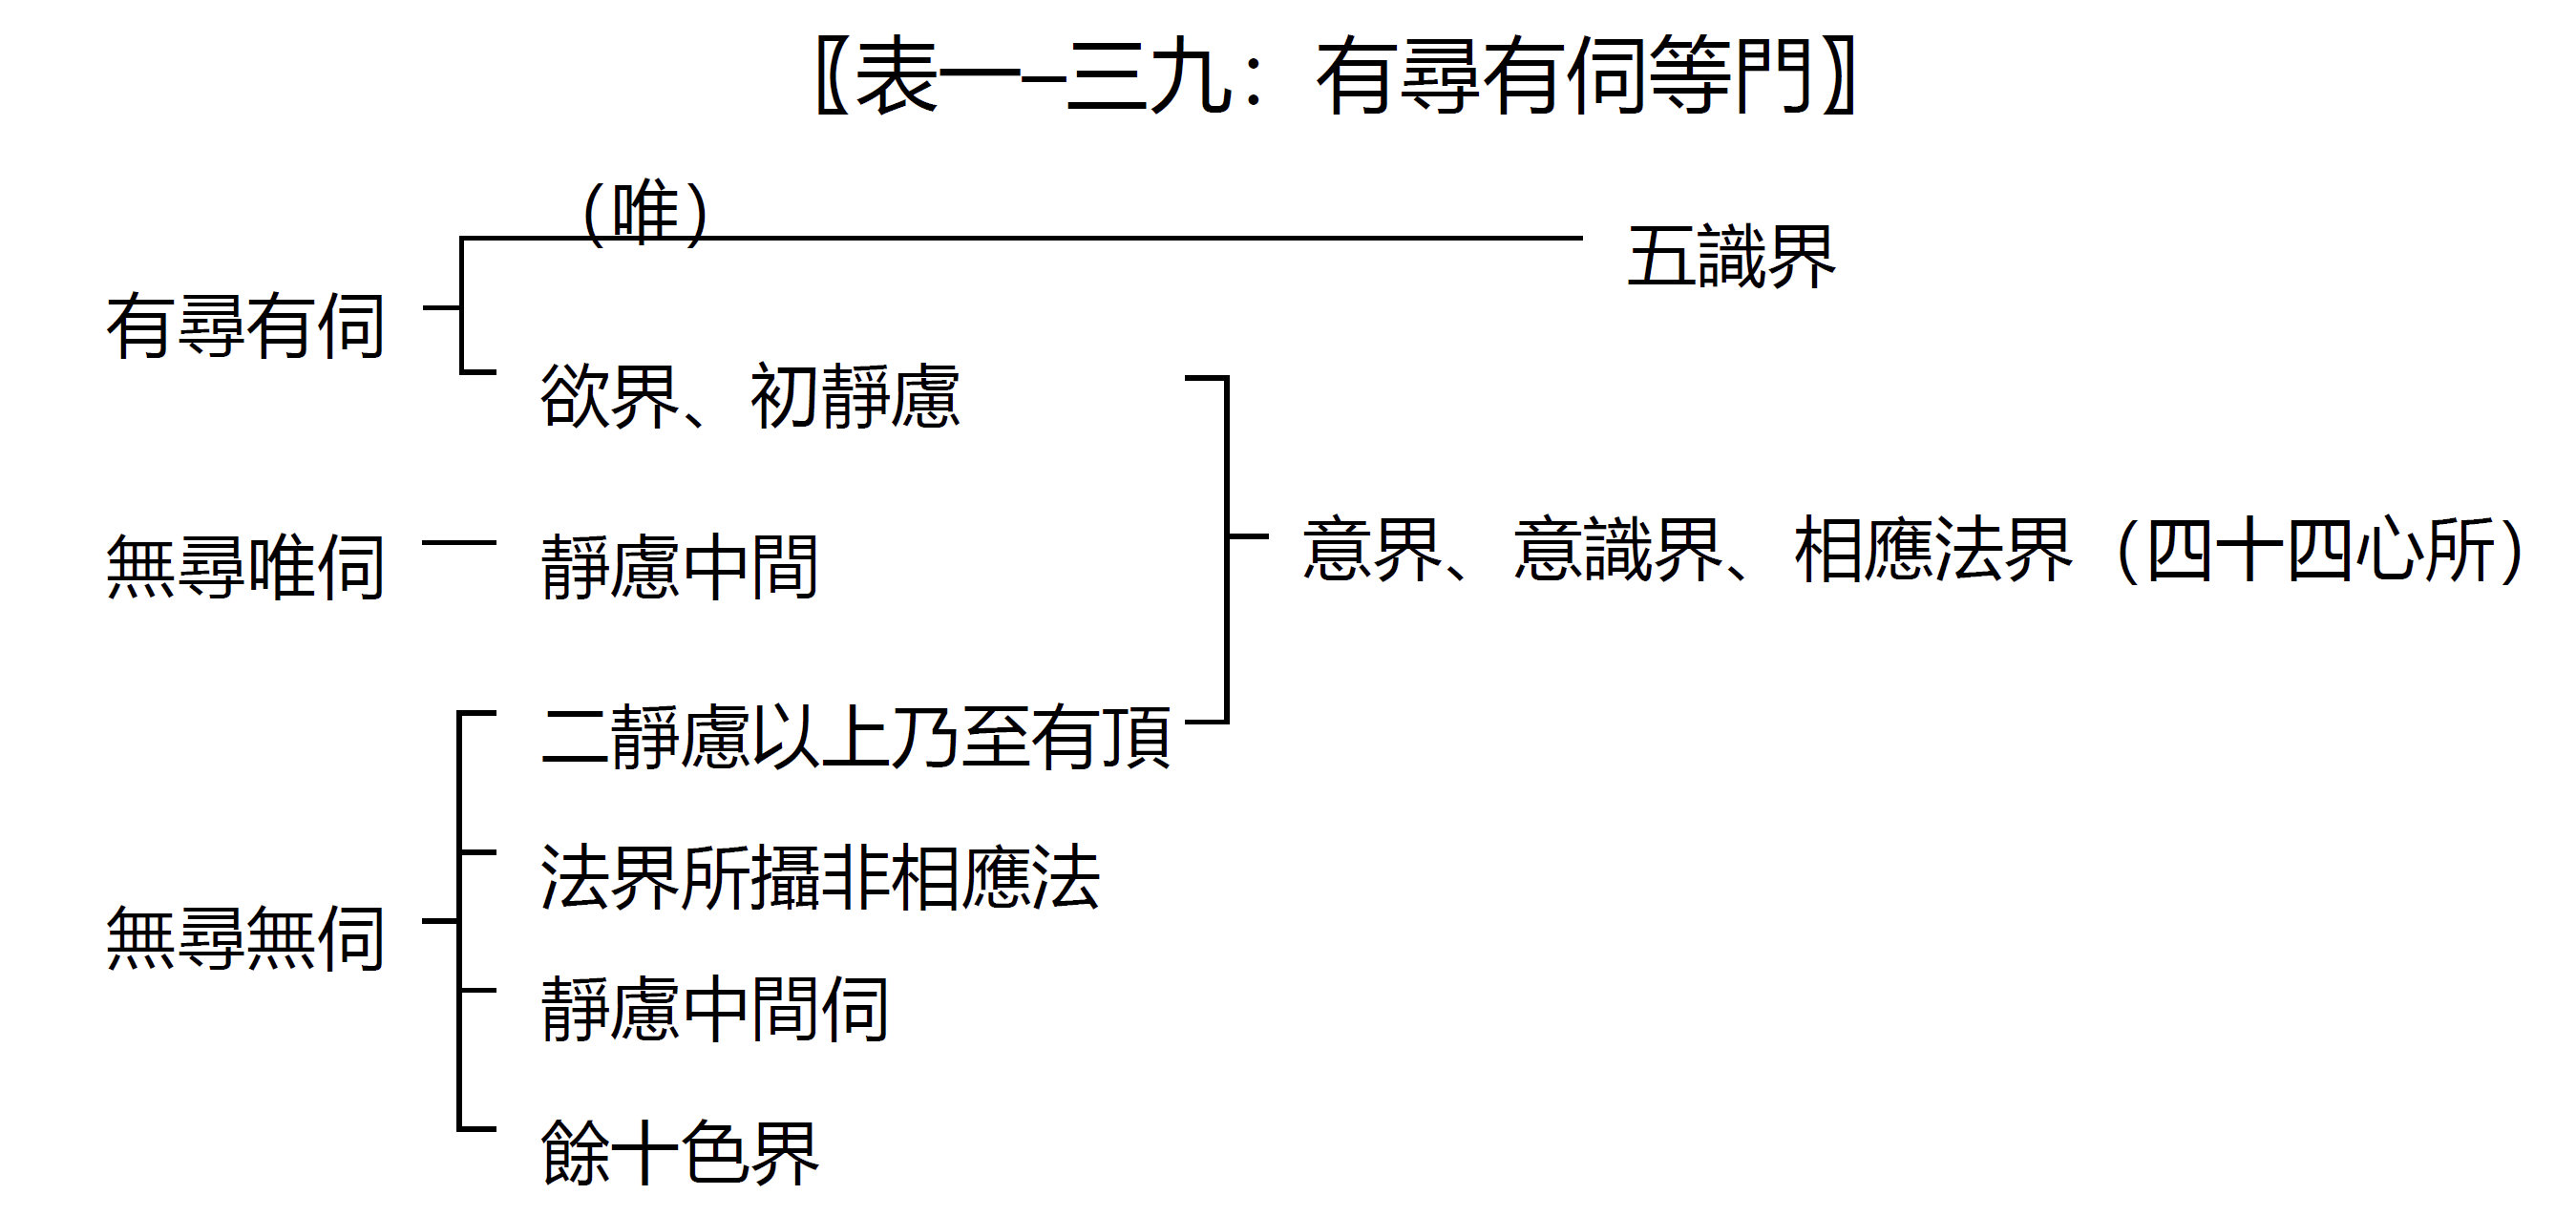 〖表一–三九：有尋有伺等門〗
（唯）
五識界
有尋有伺
欲界、初靜慮
無尋唯伺
靜慮中間
意界、意識界、相應法界（四十四心所）
二靜慮以上乃至有頂
法界所攝非相應法
無尋無伺
靜慮中間伺
餘十色界